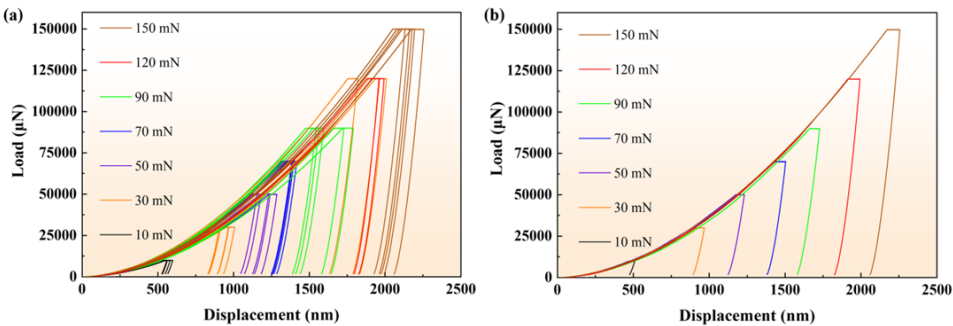 (a)
150000
125000
100000
75000
50000
25000
0
Load (μN)
150 mN
120 mN
90 mN
70 mN
50 mN
30 mN
10 mN
0 500 1000 1500 2000 2500
Displacement (nm)
(b)
150000
125000
100000
75000
50000
25000
0
Load (μN)
150 mN
120 mN
90 mN
70 mN
50 mN
30 mN
10 mN
0 500 1000 1500 2000 2500
Displacement (nm)